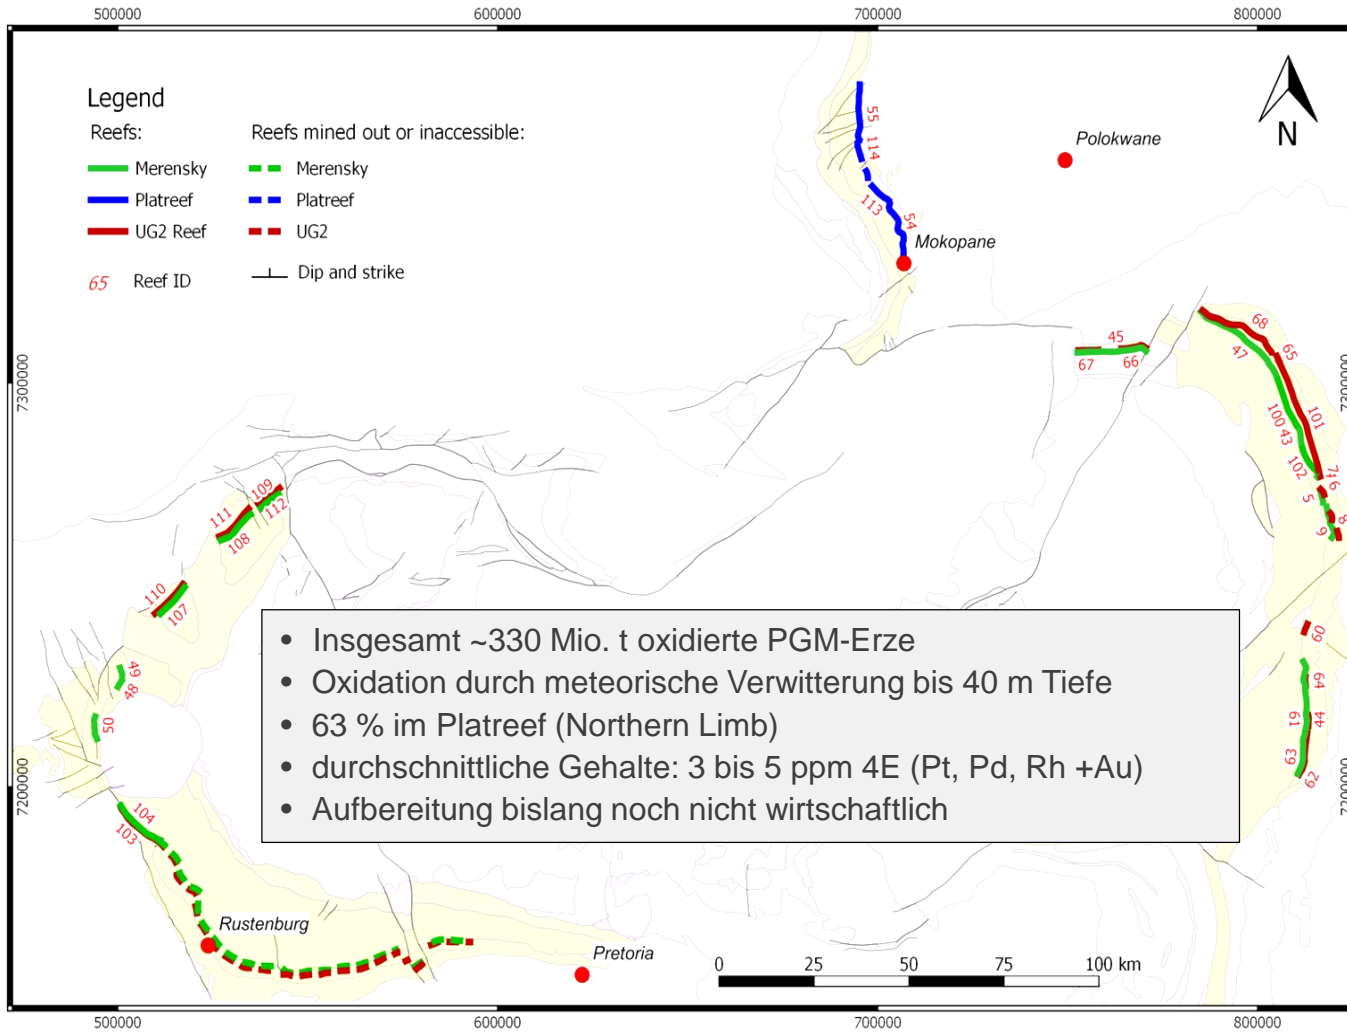 500000 600000 700000 800000
Legend
Reefs: Reefs mined out or inaccessible:
Merensky Merensky
Platreef Platreef
UG2 Reef UG2
65 Reef ID Dip and strike
N
Polokwane
55
114
113
54
Mokopane
7300000 7300000
45
67 66
68
47 65
100 43 101
102 7 6
5
8
9
109
111 112
108
110
107
• Insgesamt ~330 Mio. t oxidierte PGM-Erze
• Oxidation durch meteorische Verwitterung bis 40 m Tiefe
• 63 % im Platreef (Northern Limb)
• durchschnittliche Gehalte: 3 bis 5 ppm 4E (Pt, Pd, Rh +Au)
• Aufbereitung bislang noch nicht wirtschaftlich
60
49
48
50
64
61 44
63 62
7200000 7200000
104
103
Rustenburg
Pretoria
0 25 50 75 100 km
500000 600000 700000 800000